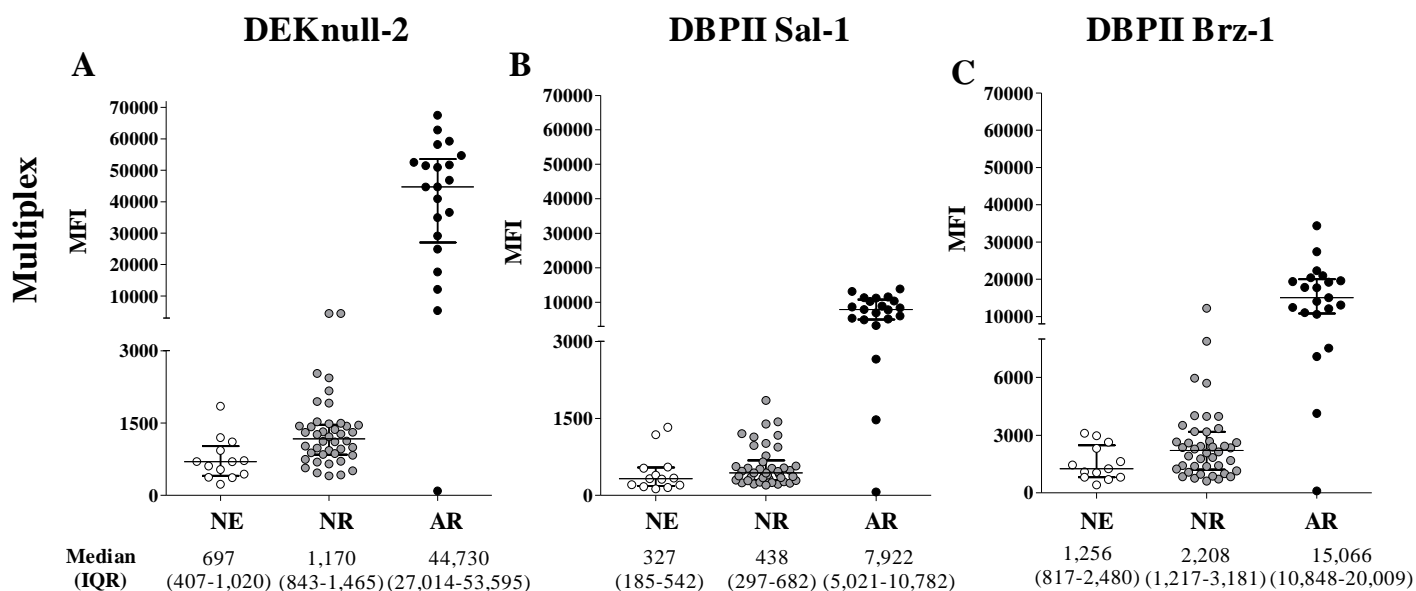 DEKnull-2
DBPII Sal-1
DBPII Brz-1
A
B
C
Multiplex
MFI
70000
60000
50000
40000
30000
20000
10000
3000
1500
0
NE
NR
AR
MFI
70000
60000
50000
40000
30000
20000
10000
3000
1500
0
NE
NR
AR
MFI
70000
60000
50000
40000
30000
20000
10000
6000
3000
0
NE
NR
AR
Median 697 1,170 44,730 327 438 7,922 1,256 2,208 15,066
(IQR) (407-1,020) (843-1,465) (27,014-53,595) (185-542) (297-682) (5,021-10,782) (817-2,480) (1,217-3,181) (10,848-20,009)